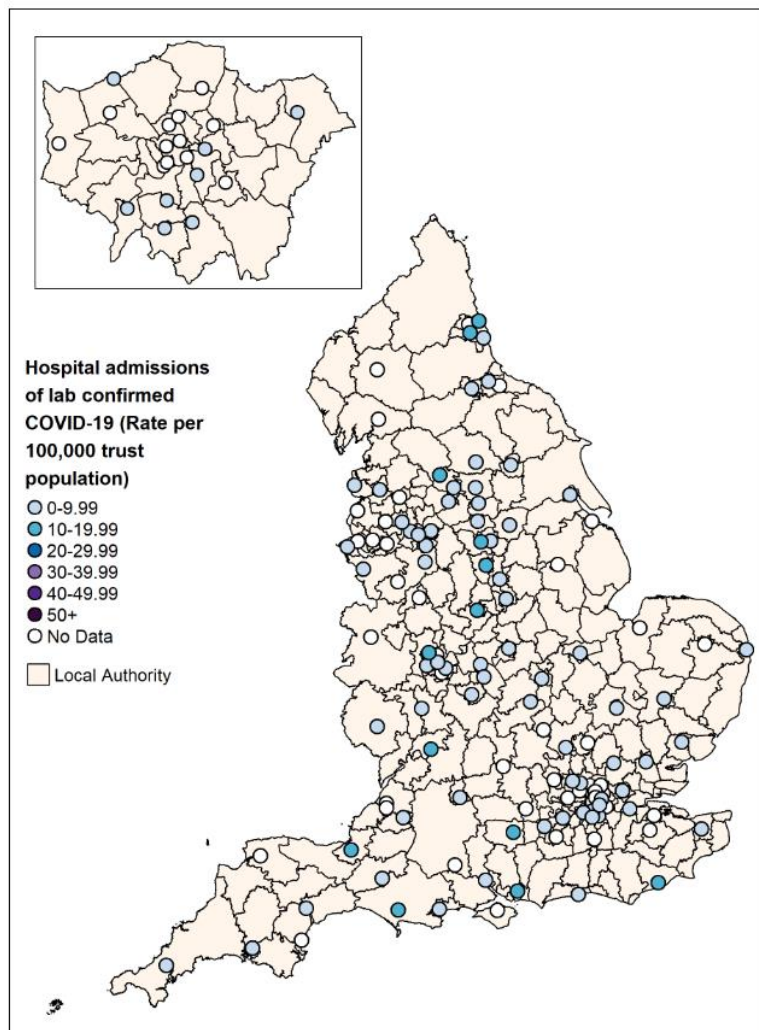 Hospital admissions
of lab confirmed
COVID-19 (Rate per
100,000 trust
population)
0-9.99
10-19.99
20-29.99
30-39.99
40-49.99
50+
No Data
Local Authority